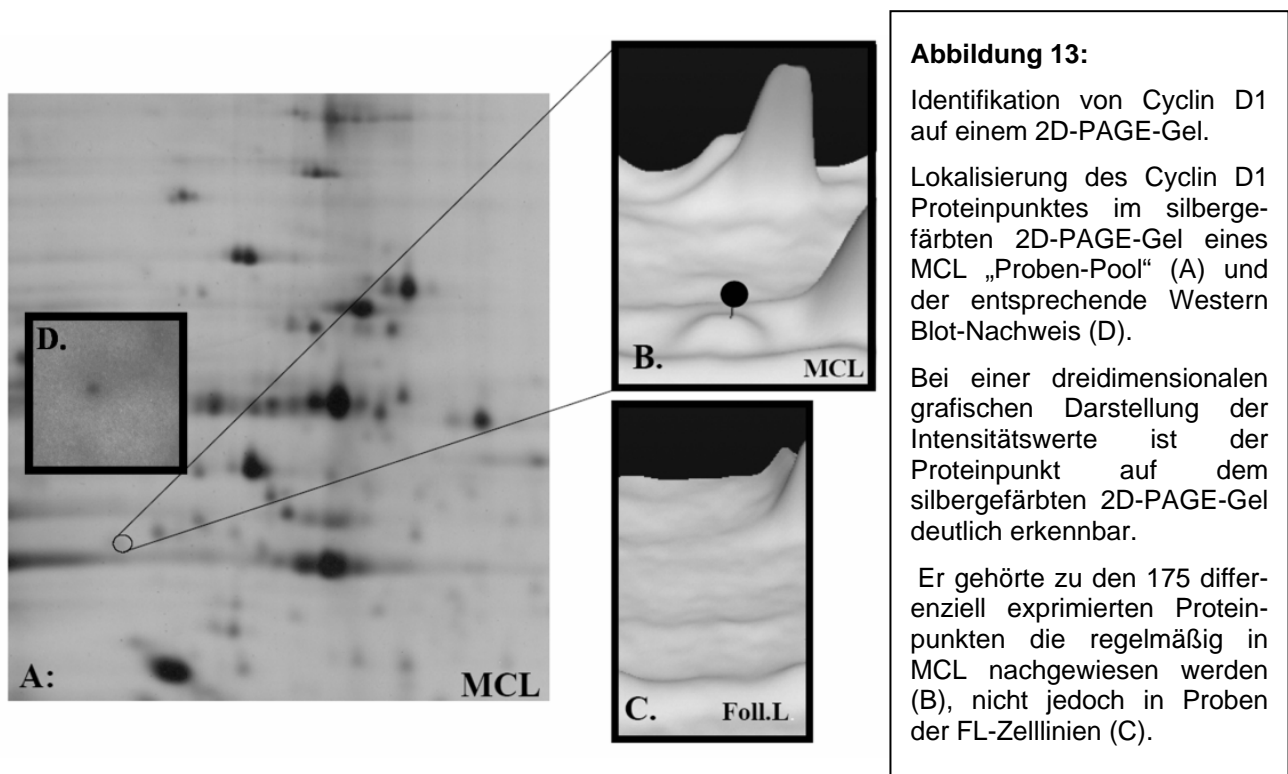 D.
A:
MCL
B.
MCL
C.
Foll.L
Abbildung 13:
Identifikation von Cyclin D1
auf einem 2D-PAGE-Gel.
Lokalisierung des Cyclin D1
Proteinpunktes im silberge-
färbten 2D-PAGE-Gel eines
MCL „Proben-Pool“ (A) und
der entsprechende Western
Blot-Nachweis (D).
Bei einer dreidimensionalen
grafischen Darstellung der
Intensitätswerte ist der
Proteinpunkt auf dem
silbergefärbten 2D-PAGE-Gel
deutlich erkennbar.
Er gehörte zu den 175 differ-
enziell exprimierten Protein-
punkten die regelmäßig in
MCL nachgewiesen werden
(B), nicht jedoch in Proben
der FL-Zelllinien (C).